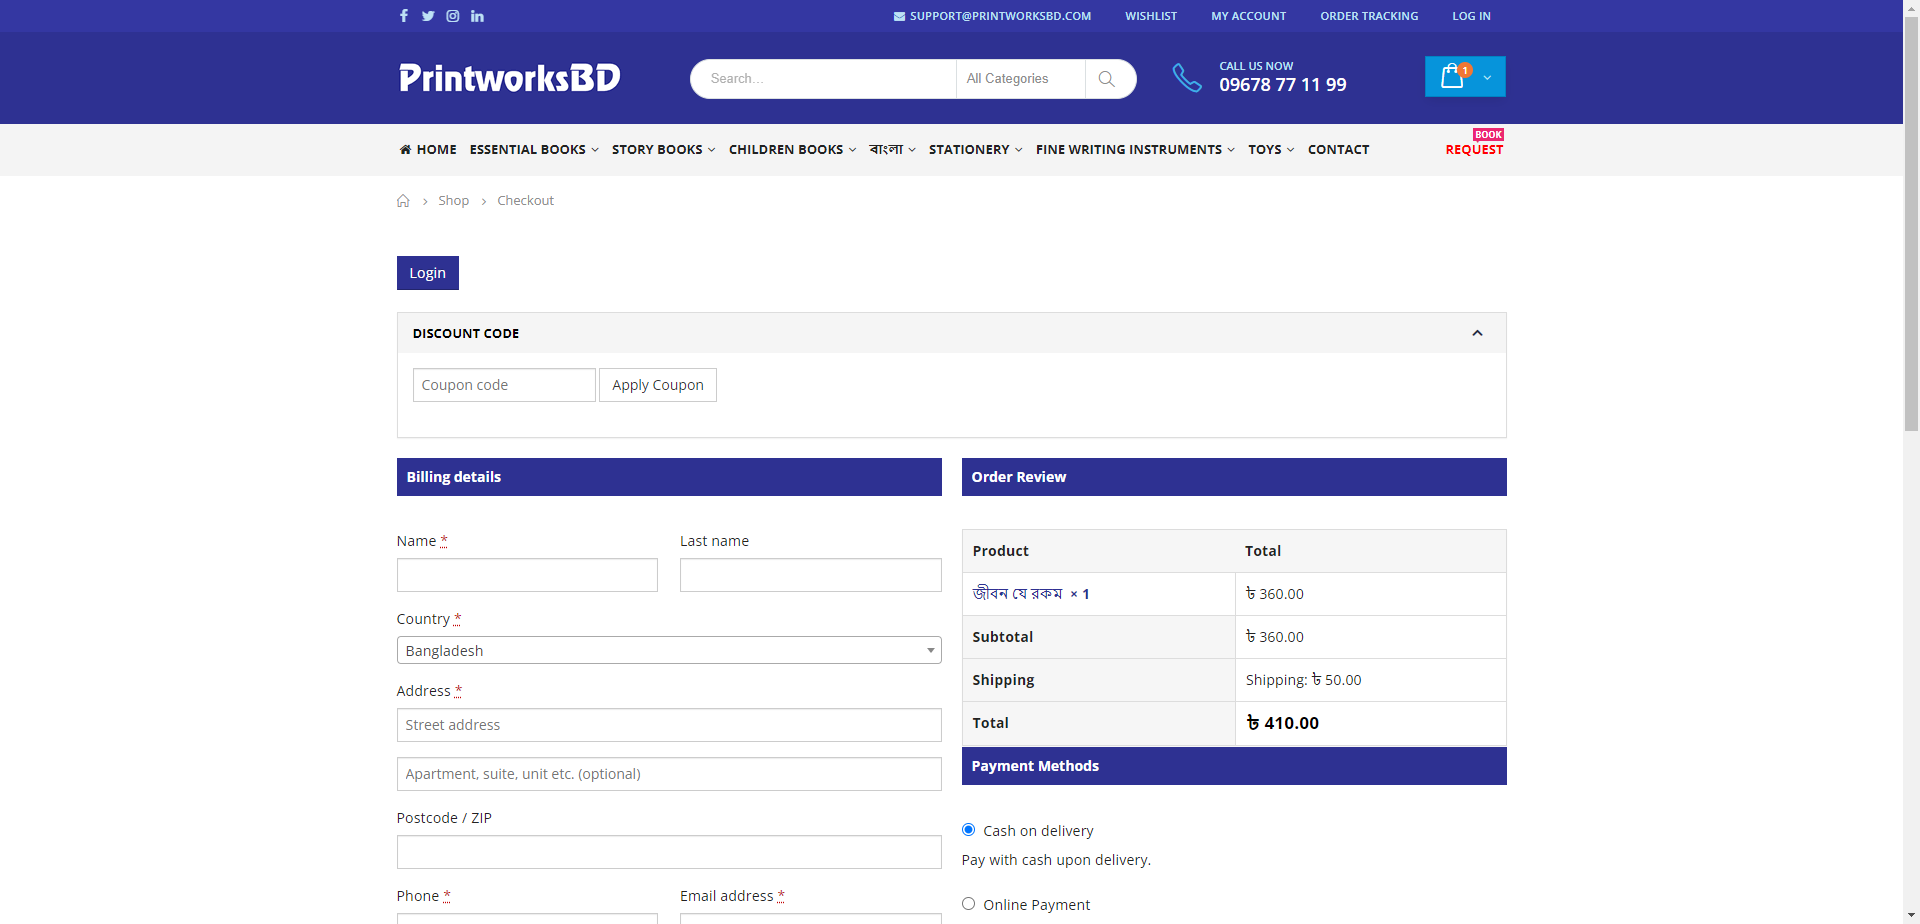 SUPPORT@PRINTWORKSBD.COM WISHLIST MY ACCOUNT ORDER TRACKING LOG IN
PrintworksBD
Search... All Categories
CALL US NOW
09678 77 11 99
1
HOME ESSENTIAL BOOKS STORY BOOKS CHILDREN BOOKS বাংলা STATIONERY FINE WRITING INSTRUMENTS TOYS CONTACT
BOOK
REQUEST
Shop Checkout
Login
DISCOUNT CODE
Coupon code Apply Coupon
Billing details
Name * Last name
Country *
Bangladesh
Address *
Street address
Apartment, suite, unit etc. (optional)
Postcode / ZIP
Phone * Email address *
Order Review
Product Total
জীবন যে রকম × 1 ৳ 360.00
Subtotal ৳ 360.00
Shipping Shipping: ৳ 50.00
Total ৳ 410.00
Payment Methods
Cash on delivery
Pay with cash upon delivery.
Online Payment